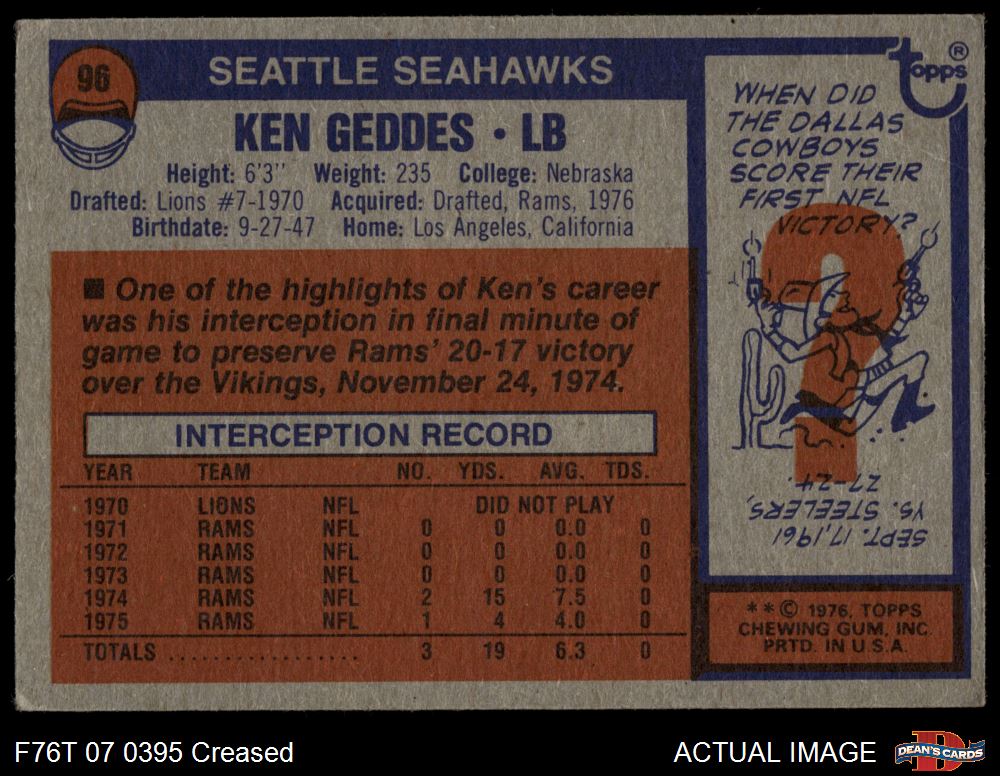 96
SEATTLE SEAHAWKS
KEN GEDDES • LB
Height: 6'3" Weight: 235 College: Nebraska
Drafted: Lions #7-1970 Acquired: Drafted, Rams, 1976
Birthdate: 9-27-47 Home: Los Angeles, California
■ One of the highlights of Ken's career
was his interception in final minute of
game to preserve Rams' 20-17 victory
over the Vikings, November 24, 1974.
INTERCEPTION RECORD
YEAR TEAM NO. YDS. AVG. TDS.
1970 LIONS NFL DID NOT PLAY
1971 RAMS NFL 0 0 0.0 0
1972 RAMS NFL 0 0 0.0 0
1973 RAMS NFL 0 0 0.0 0
1974 RAMS NFL 2 15 7.5 0
1975 RAMS NFL 1 4 4.0 0
TOTALS .................. 3 19 6.3 0
topps ®
WHEN DID
THE DALLAS
COWBOYS
SCORE THEIR
FIRST NFL
VICTORY?
?
SEPT. 17, 1961
VS. STEELERS,
27-24.
**© 1976, TOPPS
CHEWING GUM, INC.
PRTD. IN U.S.A.
F76T 07 0395 Creased
ACTUAL IMAGE
D
DEAN'S CARDS